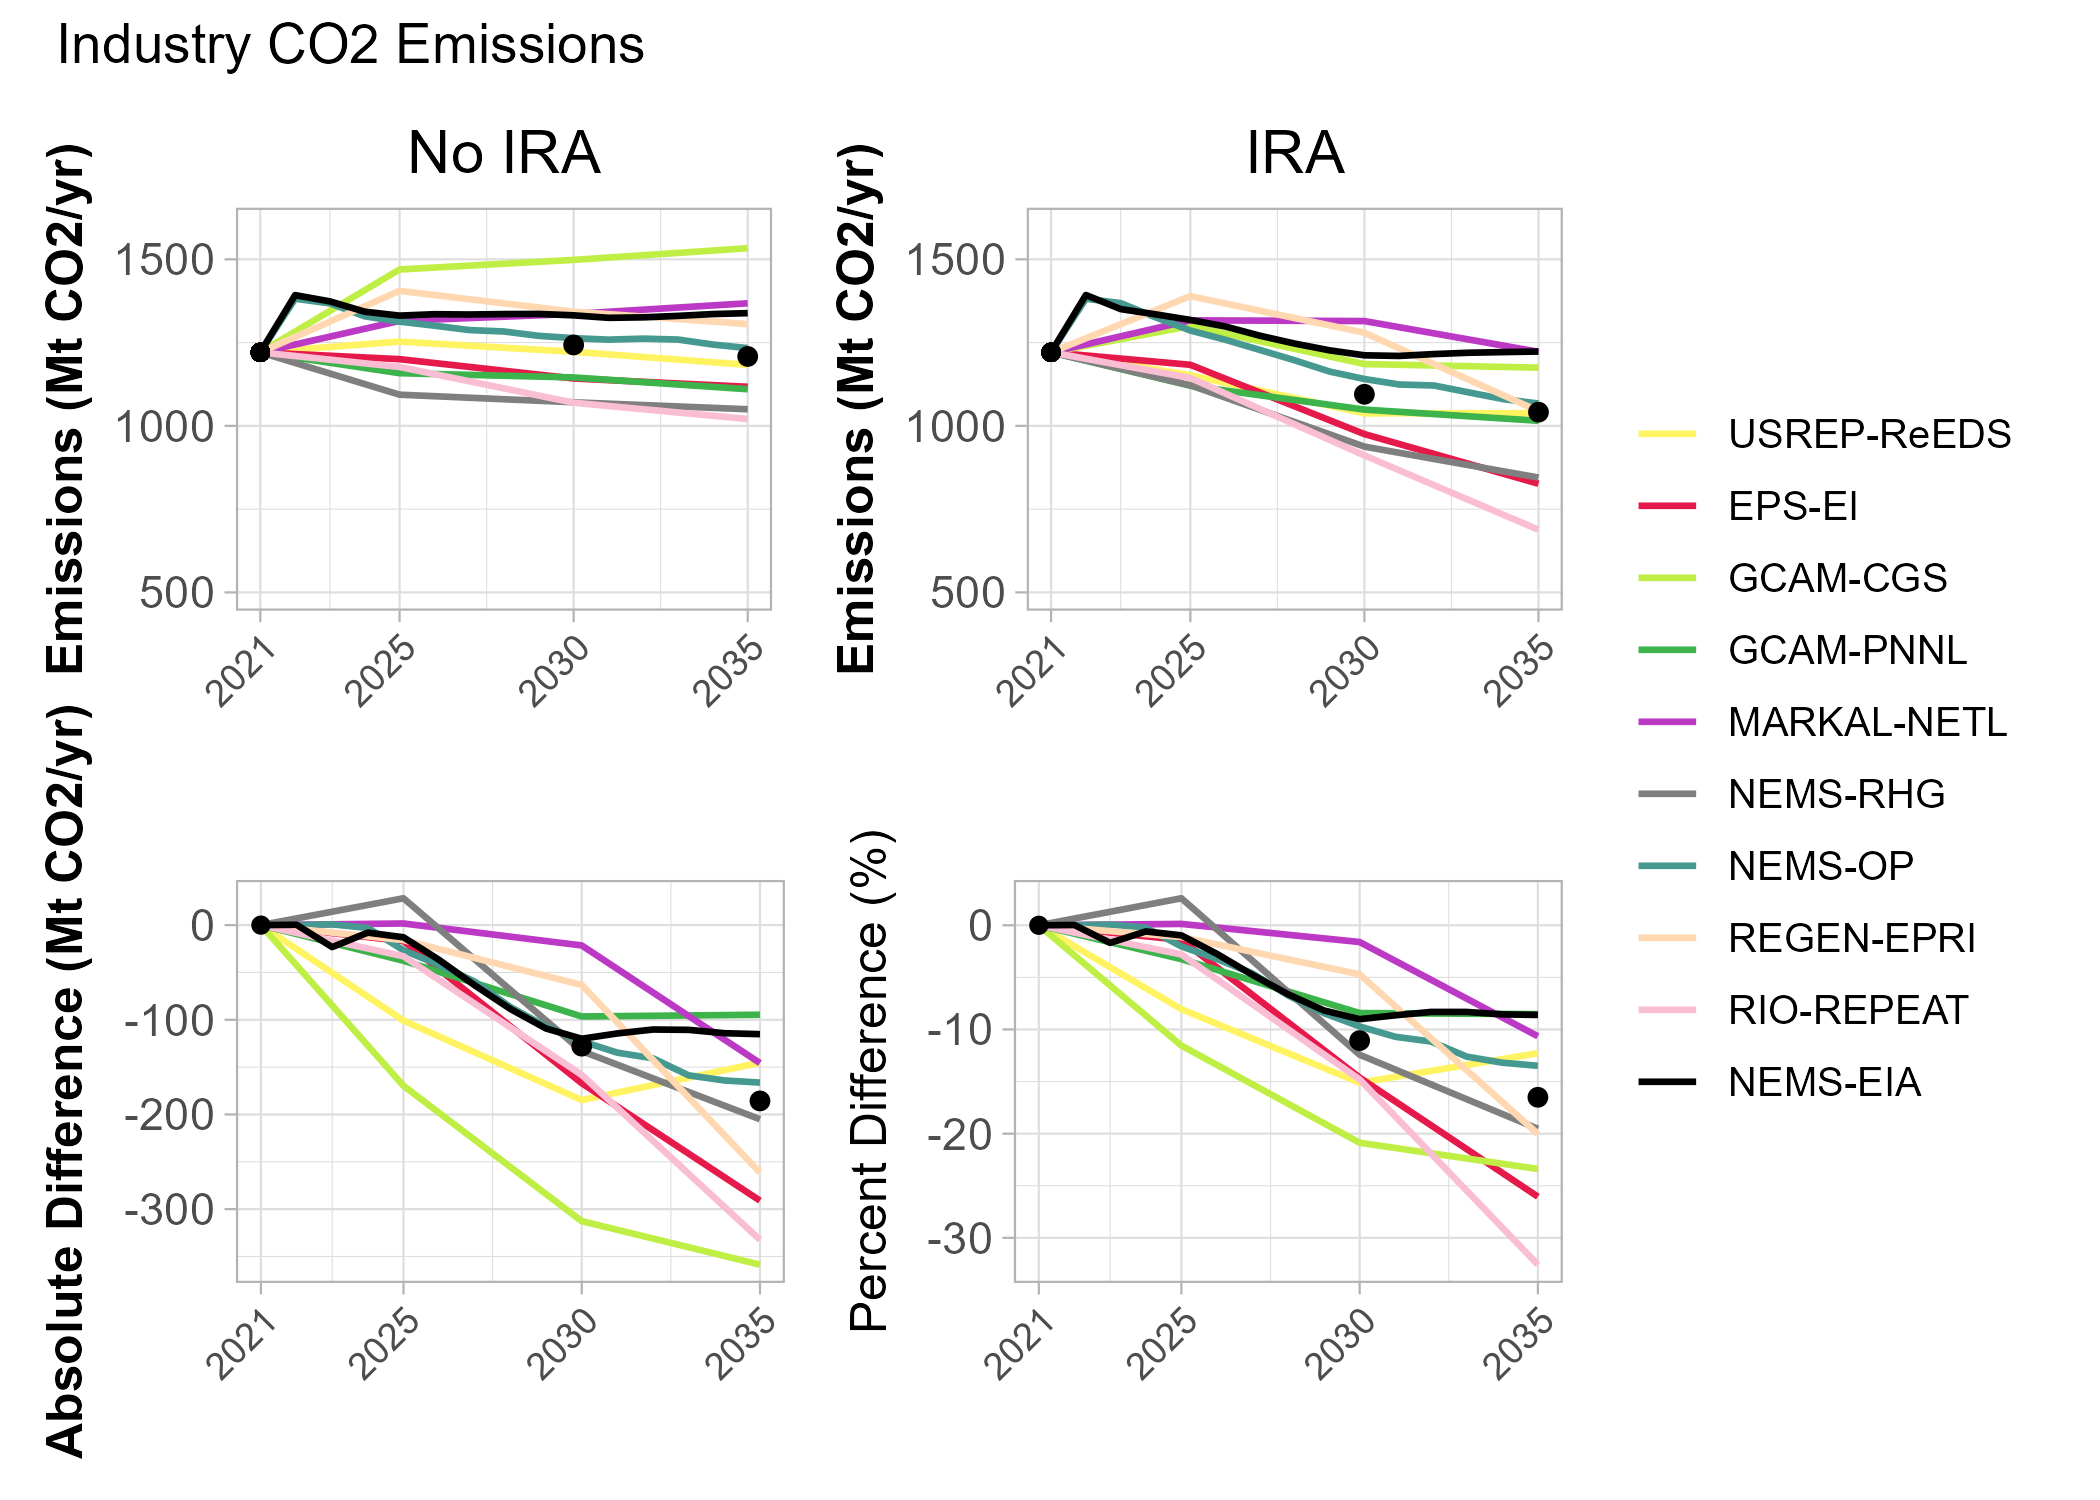 Industry CO2 Emissions
No IRA
IRA
Emissions (Mt CO2/yr)
1500
1000
500
2021
2025
2030
2035
Emissions (Mt CO2/yr)
1500
1000
500
2021
2025
2030
2035
Absolute Difference (Mt CO2/yr)
0
-100
-200
-300
2021
2025
2030
2035
Percent Difference (%)
0
-10
-20
-30
2021
2025
2030
2035
USREP-ReEDS
EPS-EI
GCAM-CGS
GCAM-PNNL
MARKAL-NETL
NEMS-RHG
NEMS-OP
REGEN-EPRI
RIO-REPEAT
NEMS-EIA